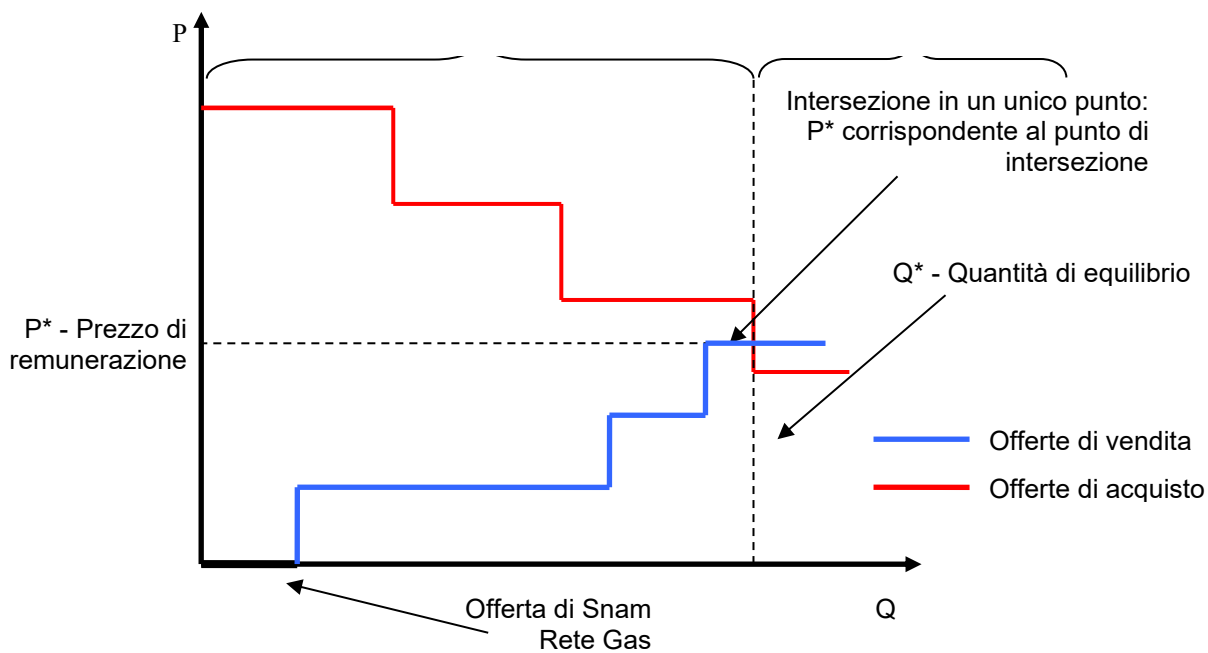 P
Intersezione in un unico punto:
P* corrispondente al punto di
intersezione
Q* - Quantità di equilibrio
P* - Prezzo di
remunerazione
Offerte di vendita
Offerte di acquisto
Offerta di Snam
Rete Gas
Q